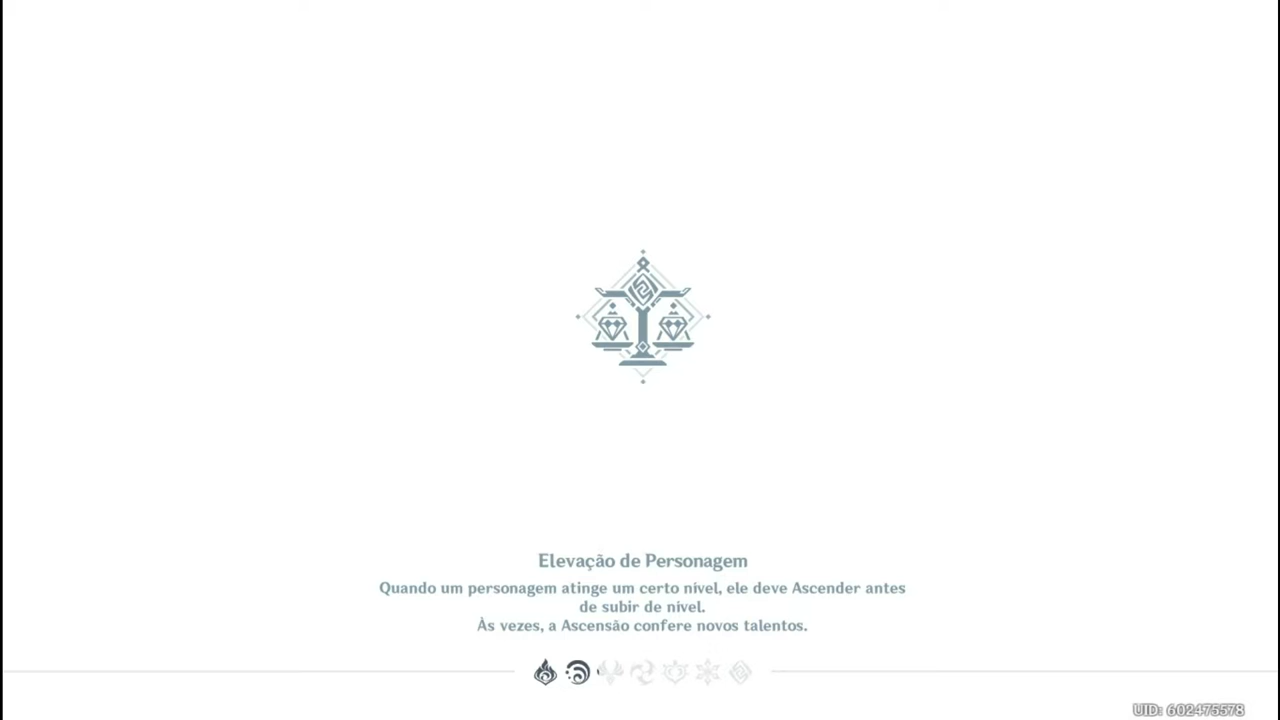 Elevação de Personagem
Quando um personagem atinge um certo nível, ele deve Ascender antes
de subir de nível.
Às vezes, a Ascensão confere novos talentos.
UID: 602475578